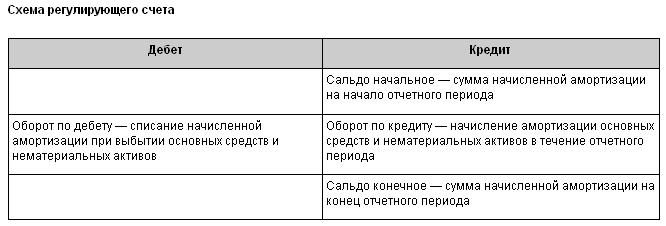 Схема регулирующего счета
Дебет
Кредит
Сальдо начальное — сумма начисленной амортизации
на начало отчетного периода
Оборот по дебету — списание начисленной
амортизации при выбытии основных средств и
нематериальных активов
Оборот по кредиту — начисление амортизации основных
средств и нематериальных активов в течение отчетного
периода
Сальдо конечное — сумма начисленной амортизации на
конец отчетного периода